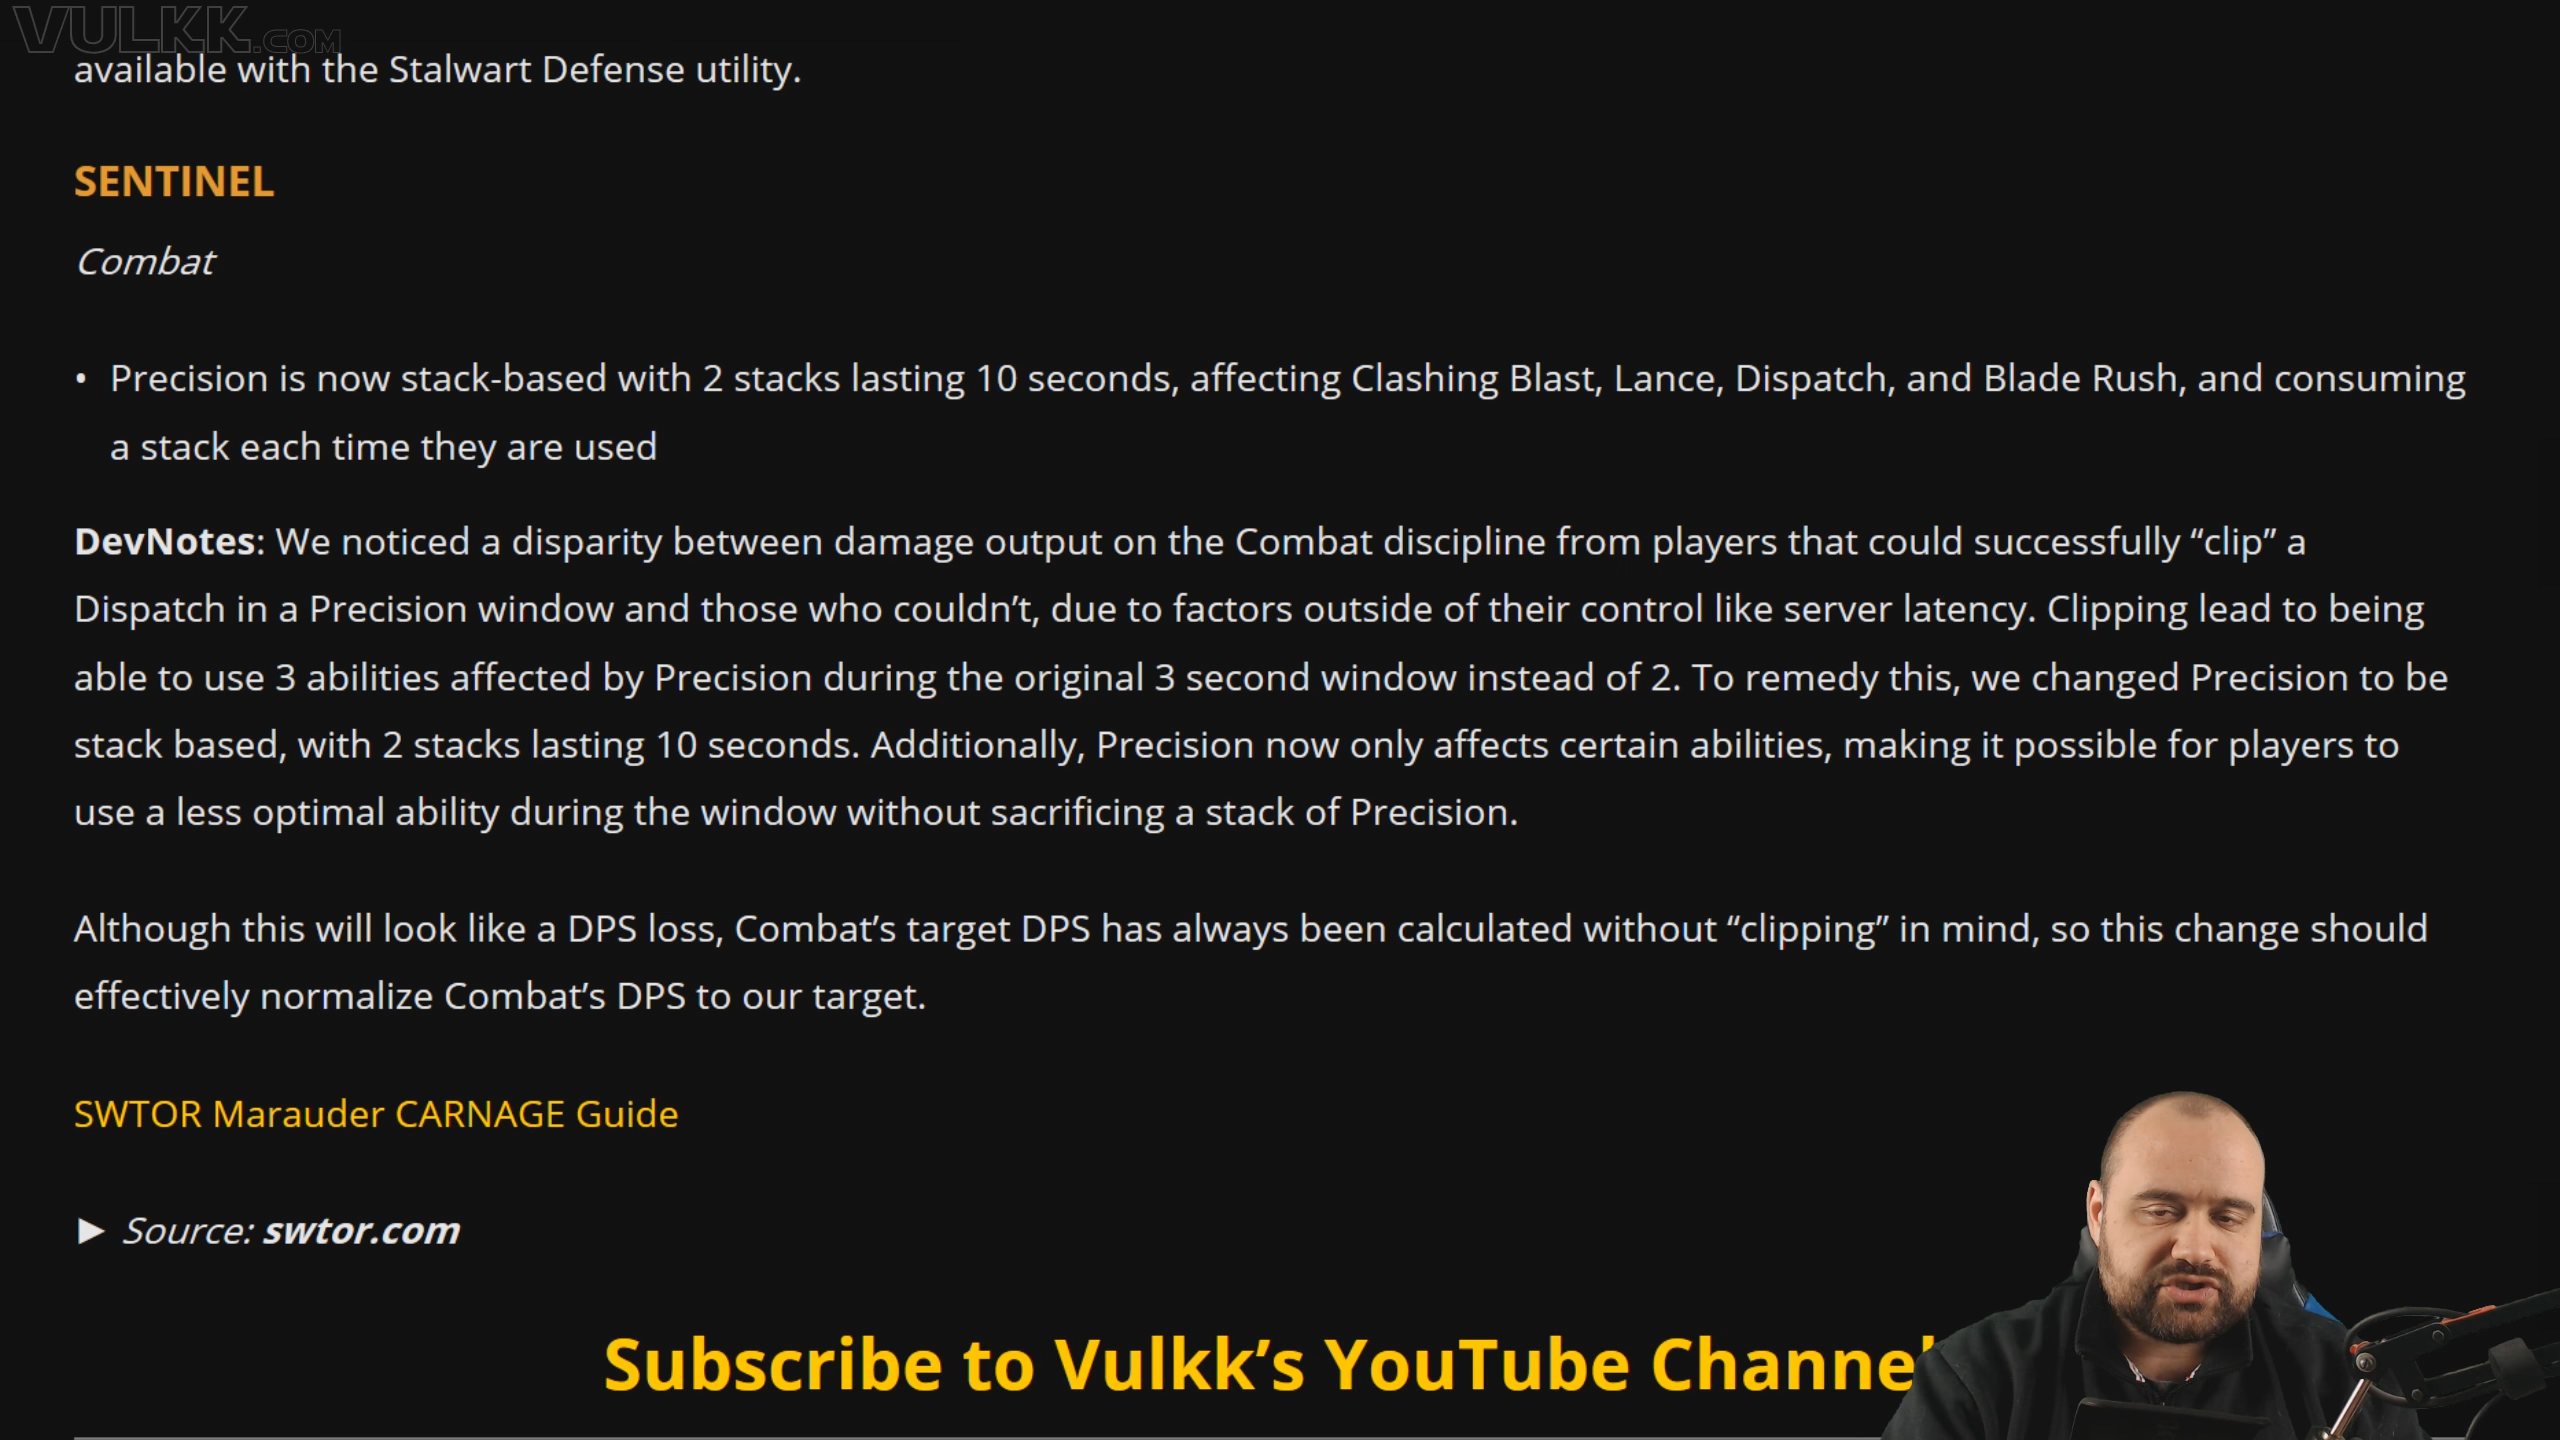 VULKK.COM
available with the Stalwart Defense utility.
SENTINEL
Combat
• Precision is now stack-based with 2 stacks lasting 10 seconds, affecting Clashing Blast, Lance, Dispatch, and Blade Rush, and consuming
a stack each time they are used
DevNotes: We noticed a disparity between damage output on the Combat discipline from players that could successfully “clip” a
Dispatch in a Precision window and those who couldn’t, due to factors outside of their control like server latency. Clipping lead to being
able to use 3 abilities affected by Precision during the original 3 second window instead of 2. To remedy this, we changed Precision to be
stack based, with 2 stacks lasting 10 seconds. Additionally, Precision now only affects certain abilities, making it possible for players to
use a less optimal ability during the window without sacrificing a stack of Precision.
Although this will look like a DPS loss, Combat’s target DPS has always been calculated without “clipping” in mind, so this change should
effectively normalize Combat’s DPS to our target.
SWTOR Marauder CARNAGE Guide
► Source: swtor.com
Subscribe to Vulkk’s YouTube Channel